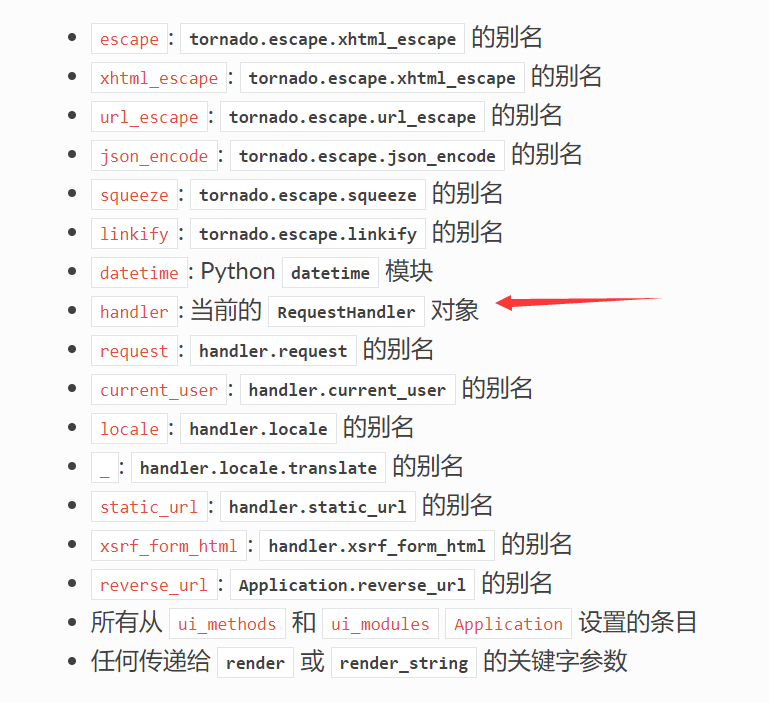 escape: tornado.escape.xhtml_escape 的别名
xhtml_escape: tornado.escape.xhtml_escape 的别名
url_escape: tornado.escape.url_escape 的别名
json_encode: tornado.escape.json_encode 的别名
squeeze: tornado.escape.squeeze 的别名
linkify: tornado.escape.linkify 的别名
datetime: Python datetime 模块
handler: 当前的 RequestHandler 对象
request: handler.request 的别名
current_user: handler.current_user 的别名
locale: handler.locale 的别名
_: handler.locale.translate 的别名
static_url: handler.static_url 的别名
xsrf_form_html: handler.xsrf_form_html 的别名
reverse_url: Application.reverse_url 的别名
所有从 ui_methods 和 ui_modules Application 设置的条目
任何传递给 render 或 render_string 的关键字参数